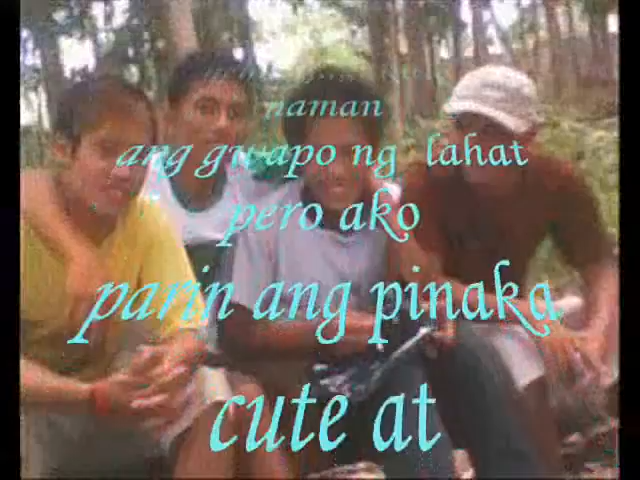 naman
ang gwapo ng lahat
pero ako
parin ang pinaka
cute at